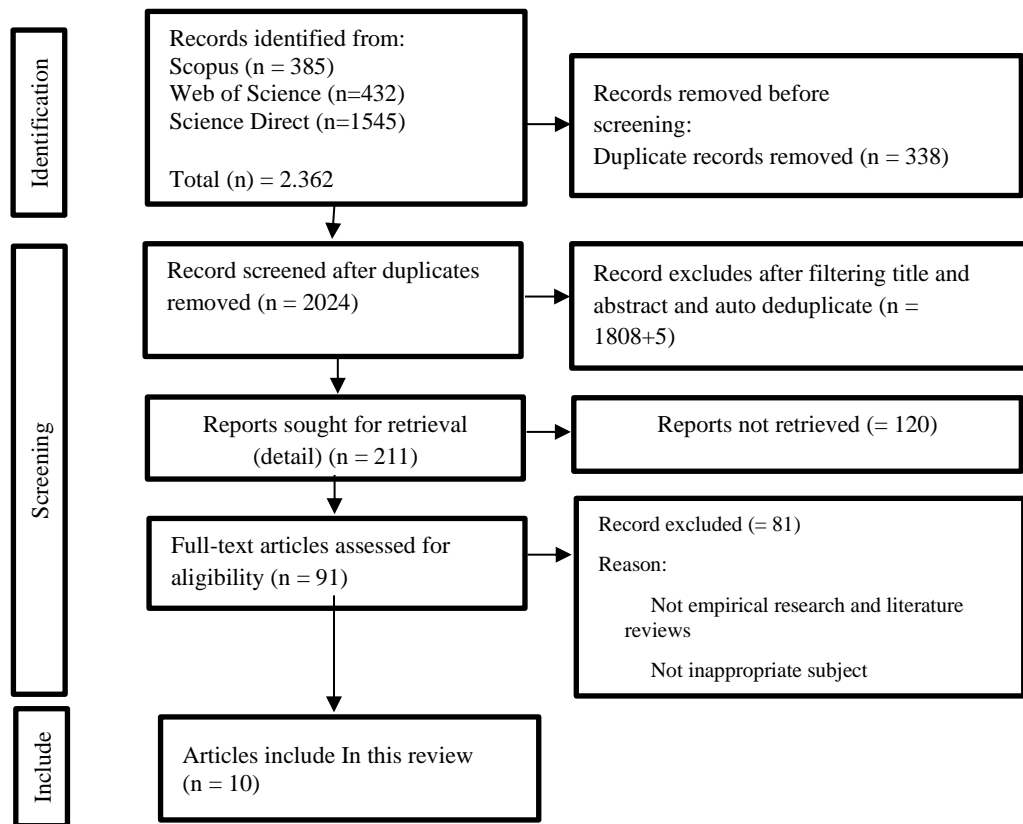 Identification
Records identified from:
Scopus (n = 385)
Web of Science (n=432)
Science Direct (n=1545)
Total (n) = 2.362
Records removed before
screening:
Duplicate records removed (n = 338)
Screening
Record screened after duplicates
removed (n = 2024)
Record excludes after filtering title and
abstract and auto deduplicate (n =
1808+5)
Reports sought for retrieval
(detail) (n = 211)
Reports not retrieved (= 120)
Full-text articles assessed for
aligibility (n = 91)
Record excluded (= 81)
Reason:
Not empirical research and literature
reviews
Not inappropriate subject
Include
Articles include In this review
(n = 10)